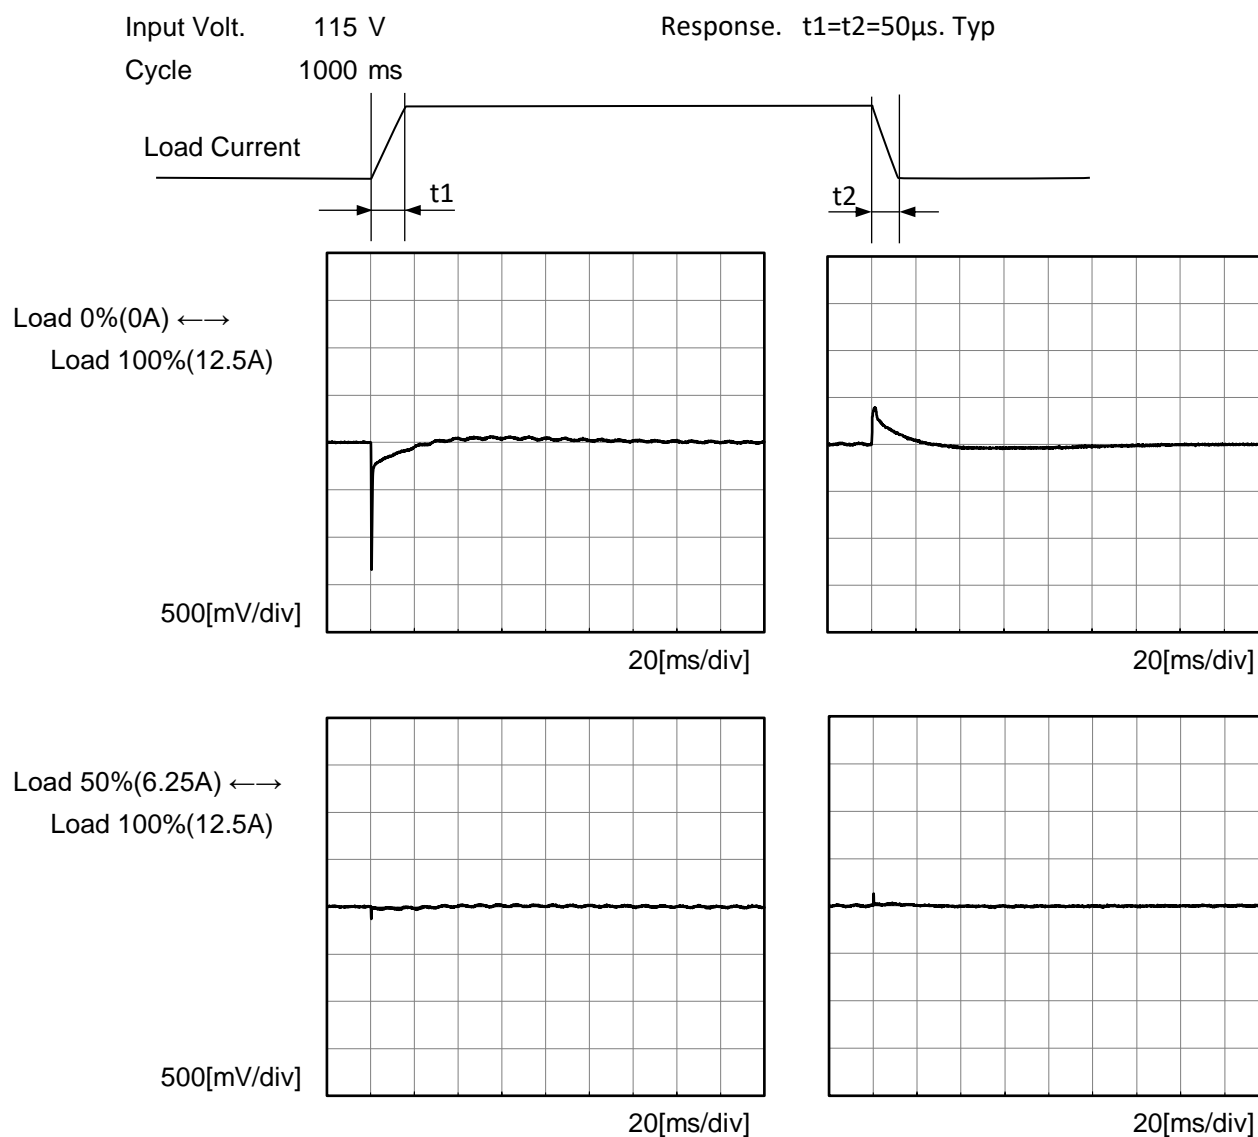 Input Volt. 115 V Response. t1=t2=50µs. Typ
Cycle 1000 ms
Load Current
t1
t2
Load 0%(0A) ←→
Load 100%(12.5A)
500[mV/div]
20[ms/div] 20[ms/div]
Load 50%(6.25A) ←→
Load 100%(12.5A)
500[mV/div]
20[ms/div] 20[ms/div]